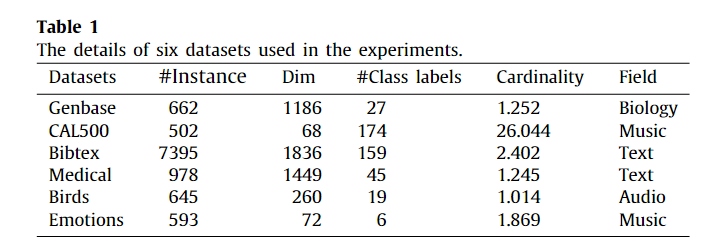 Table 1
The details of six datasets used in the experiments.
Datasets #Instance Dim #Class labels Cardinality Field
Genbase 662 1186 27 1.252 Biology
CAL500 502 68 174 26.044 Music
Bibtex 7395 1836 159 2.402 Text
Medical 978 1449 45 1.245 Text
Birds 645 260 19 1.014 Audio
Emotions 593 72 6 1.869 Music